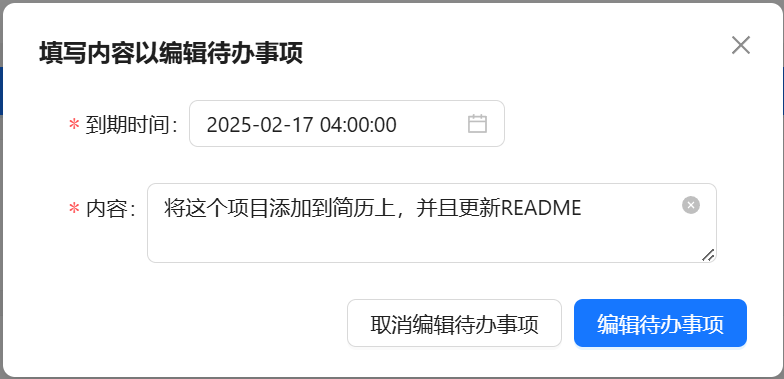 填写内容以编辑待办事项
* 到期时间: 2025-02-17 04:00:00
* 内容: 将这个项目添加到简历上，并且更新README
取消编辑待办事项 编辑待办事项